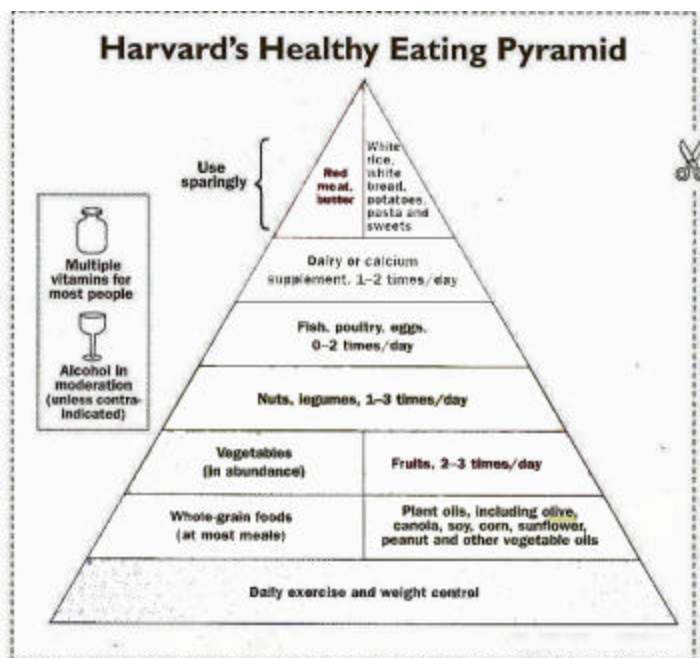 Harvard's Healthy Eating Pyramid
Use
sparingly
Red
meat,
butter
White
rice,
white
bread,
potatoes,
pasta and
sweets
Multiple
vitamins for
most people
Alcohol in
moderation
(unless contra-
indicated)
Dairy or calcium
supplement, 1–2 times/day
Fish, poultry, eggs,
0–2 times/day
Nuts, legumes, 1–3 times/day
Vegetables
(in abundance)
Fruits, 2–3 times/day
Whole-grain foods
(at most meals)
Plant oils, including olive,
canola, soy, corn, sunflower,
peanut and other vegetable oils
Daily exercise and weight control